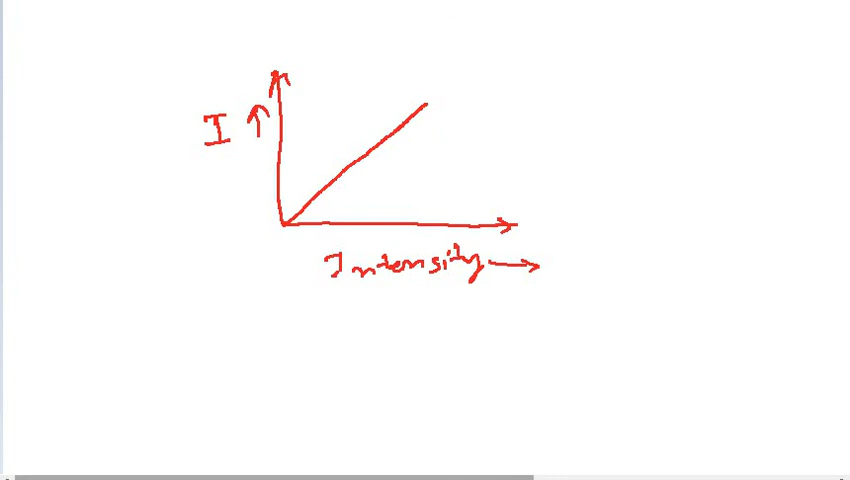 I ↑
Intensity →